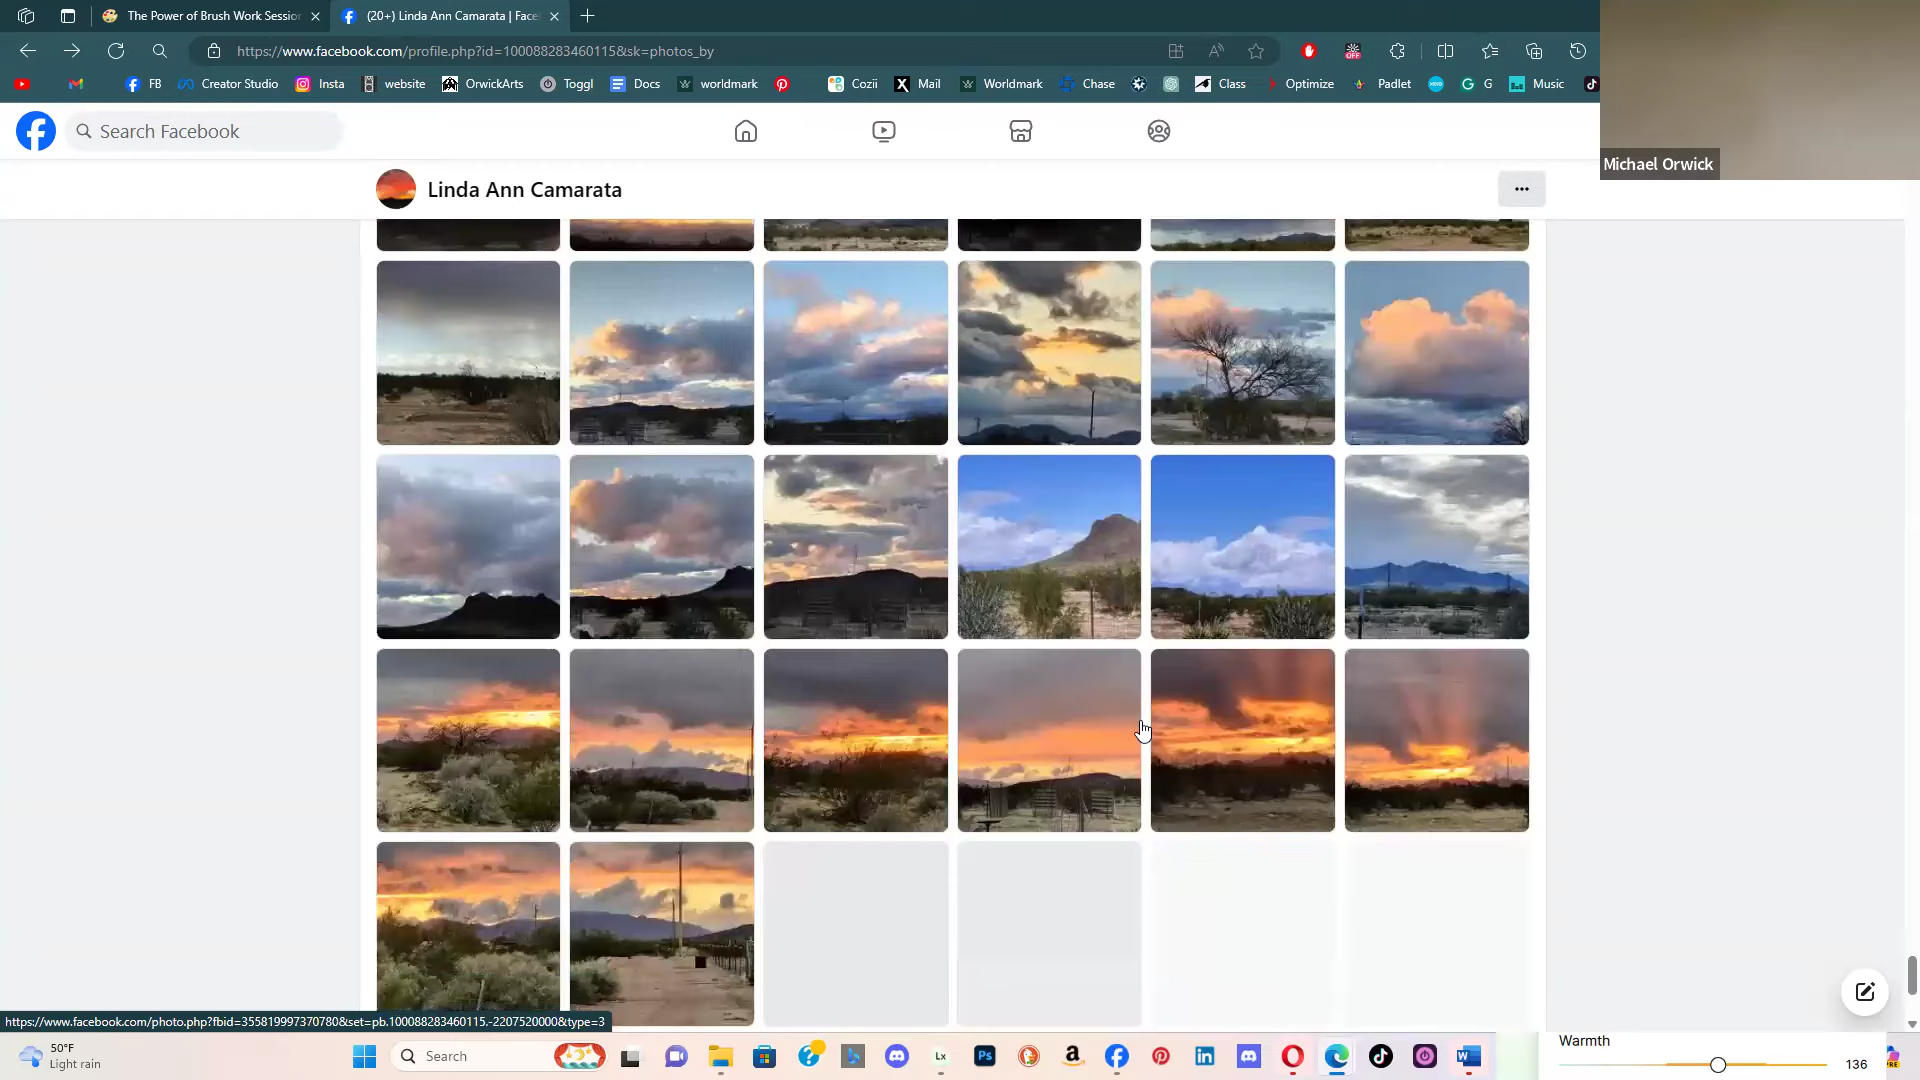 The Power of Brush Work Session
(20+) Linda Ann Camarata | Face
https://www.facebook.com/profile.php?id=100088283460115&sk=photos_by
FB
Creator Studio
Insta
website
OrwickArts
Toggl
Docs
worldmark
Cozii
Mail
Worldmark
Chase
Class
Optimize
Padlet
G
Music
OFF
Michael Orwick
Search Facebook
Linda Ann Camarata
https://www.facebook.com/photo.php?fbid=355819997370780&set=pb.100088283460115.-2207520000&type=3
50°F
Light rain
Search
Lx
Ps
Warmth
136